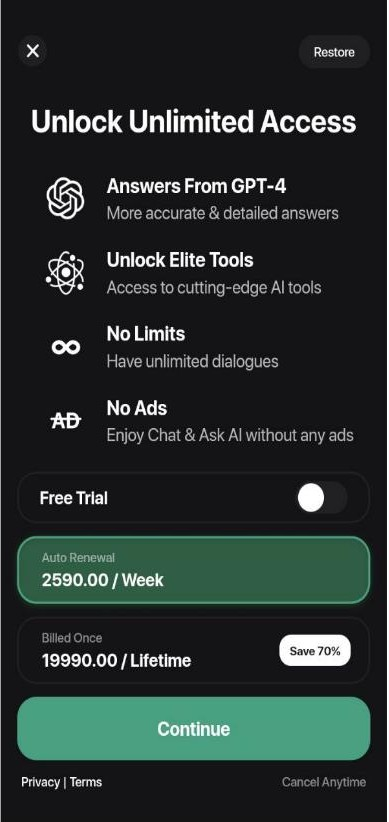 Restore
Unlock Unlimited Access
Answers From GPT-4
More accurate & detailed answers
Unlock Elite Tools
Access to cutting-edge AI tools
No Limits
Have unlimited dialogues
AD
No Ads
Enjoy Chat & Ask AI without any ads
Free Trial
Auto Renewal
2590.00 / Week
Billed Once
19990.00 / Lifetime
Save 70%
Continue
Privacy | Terms
Cancel Anytime